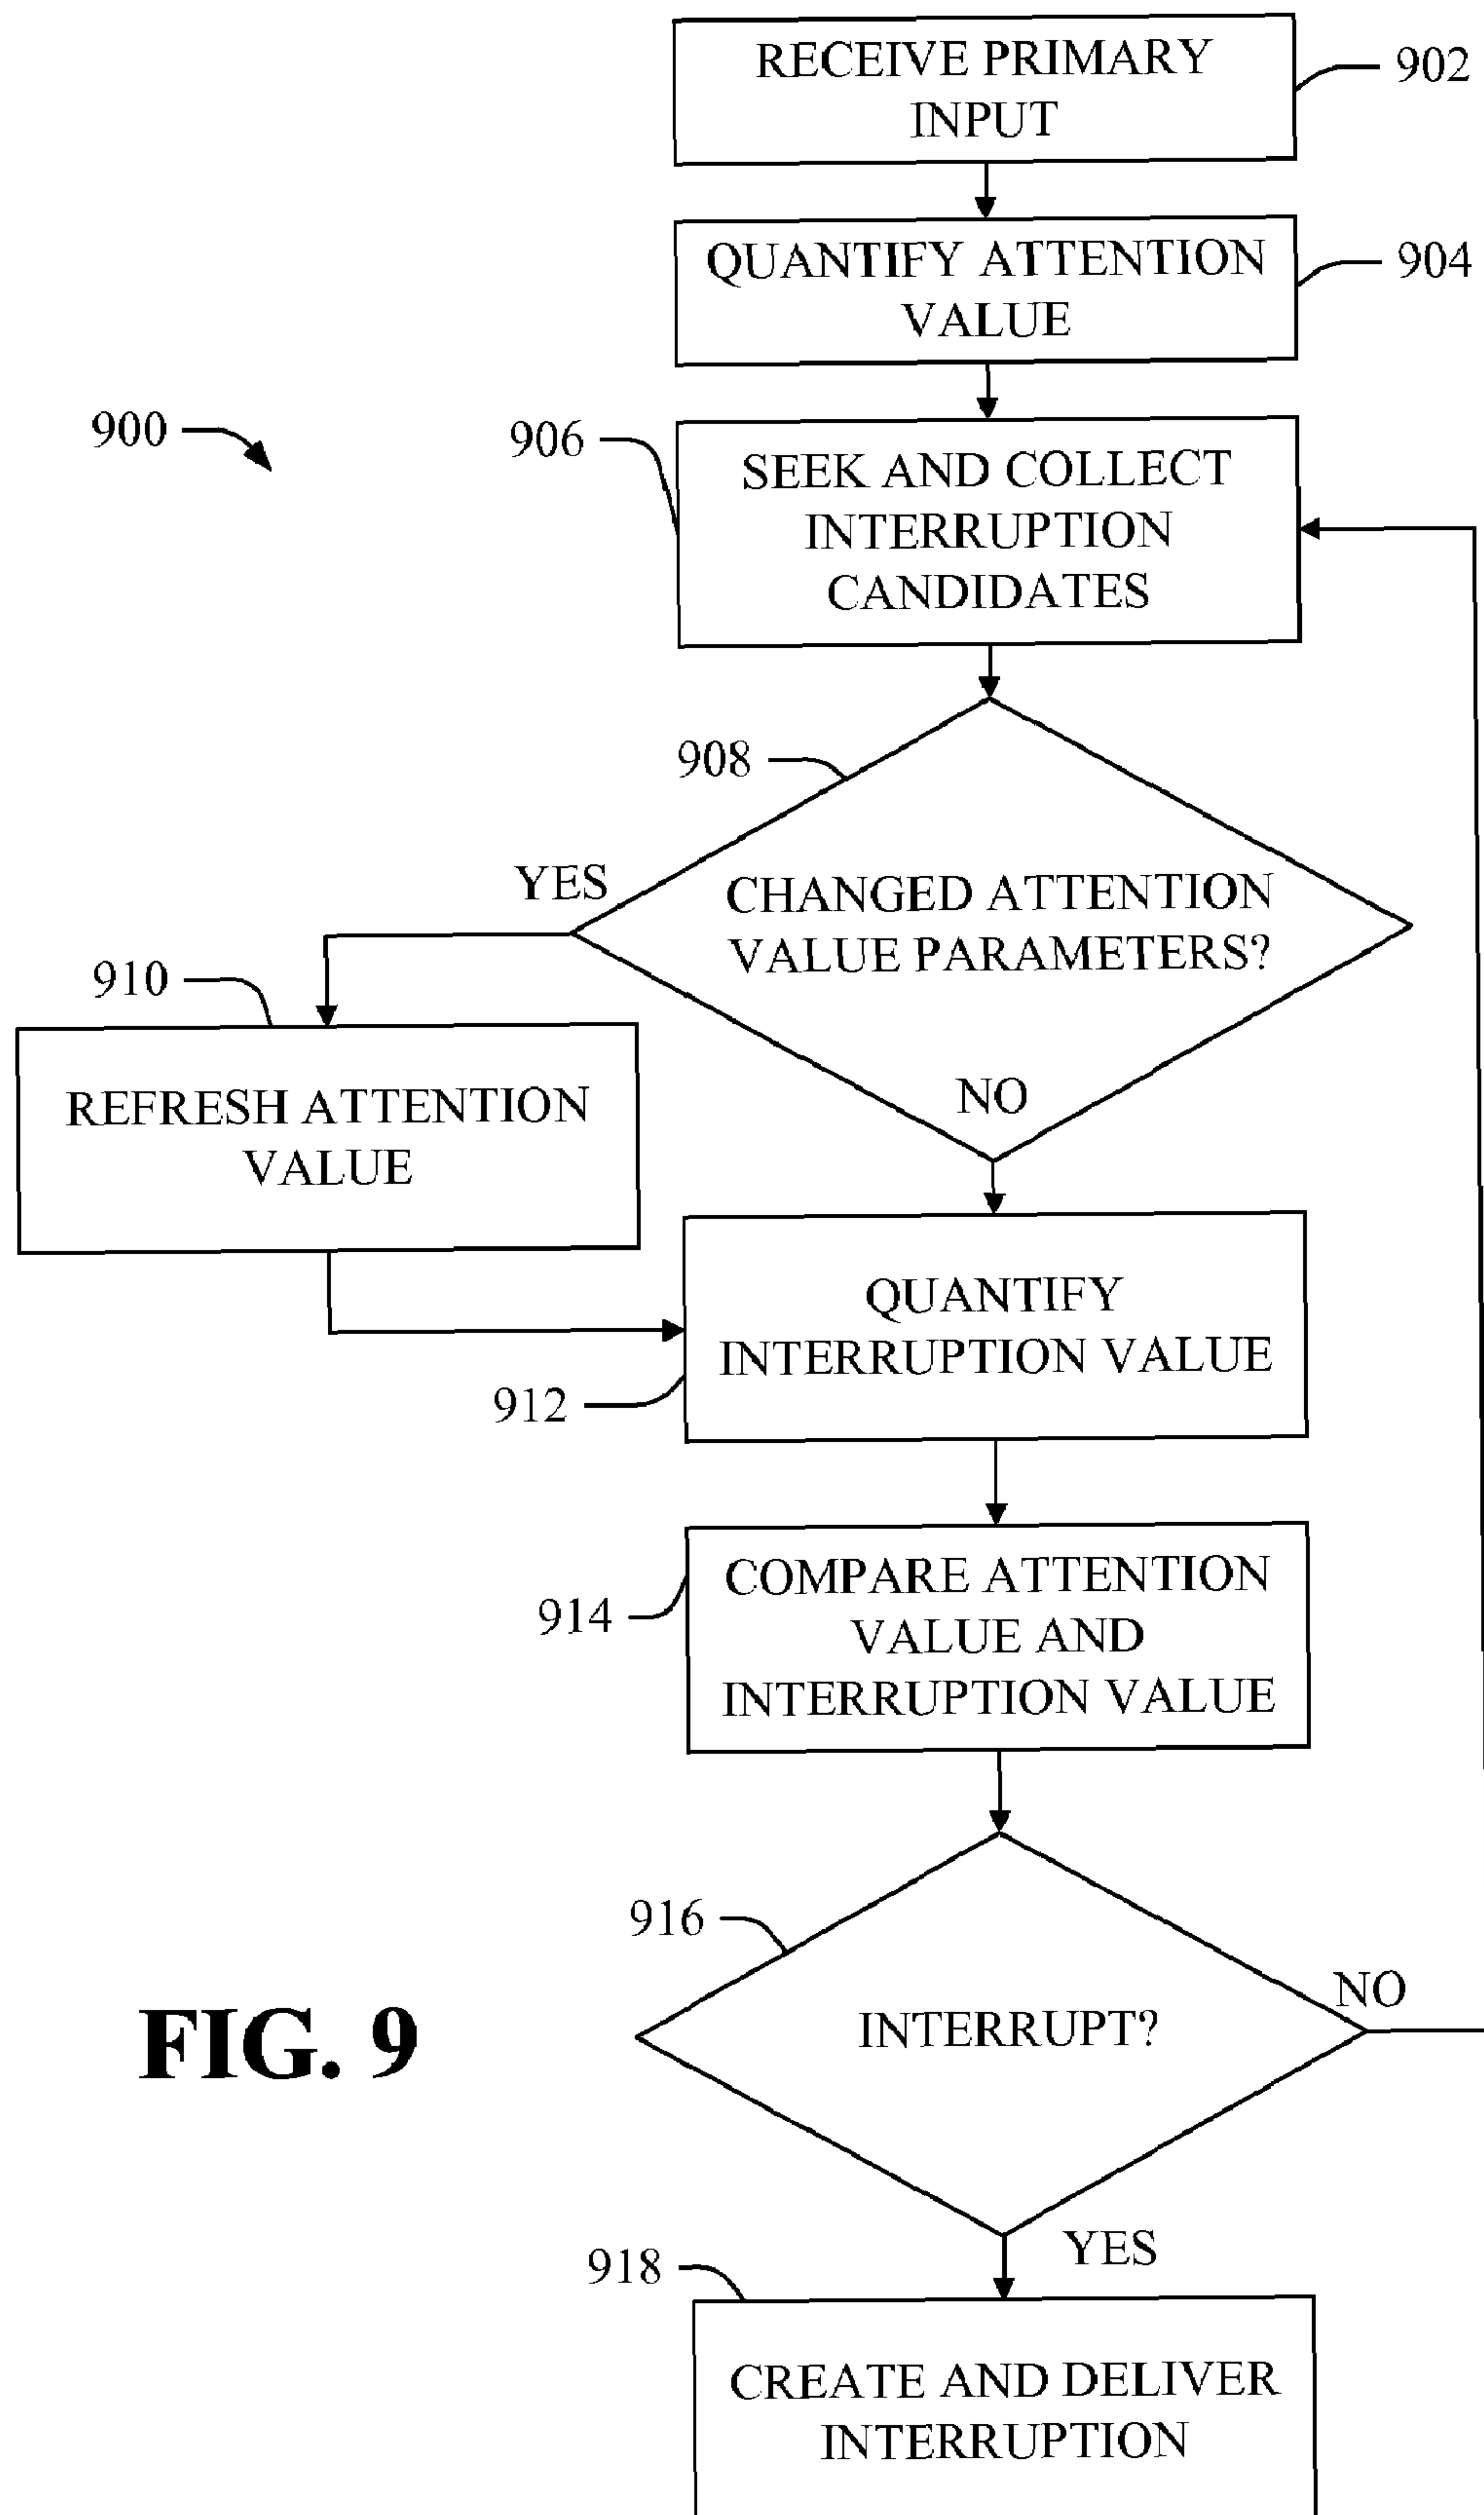 RECEIVE PRIMARY
INPUT
902
QUANTIFY ATTENTION
VALUE
904
900
906
SEEK AND COLLECT
INTERRUPTION
CANDIDATES
908
YES
CHANGED ATTENTION
VALUE PARAMETERS?
NO
910
REFRESH ATTENTION
VALUE
QUANTIFY
INTERRUPTION VALUE
912
COMPARE ATTENTION
VALUE AND
INTERRUPTION VALUE
914
916
INTERRUPT?
NO
FIG. 9
YES
918
CREATE AND DELIVER
INTERRUPTION